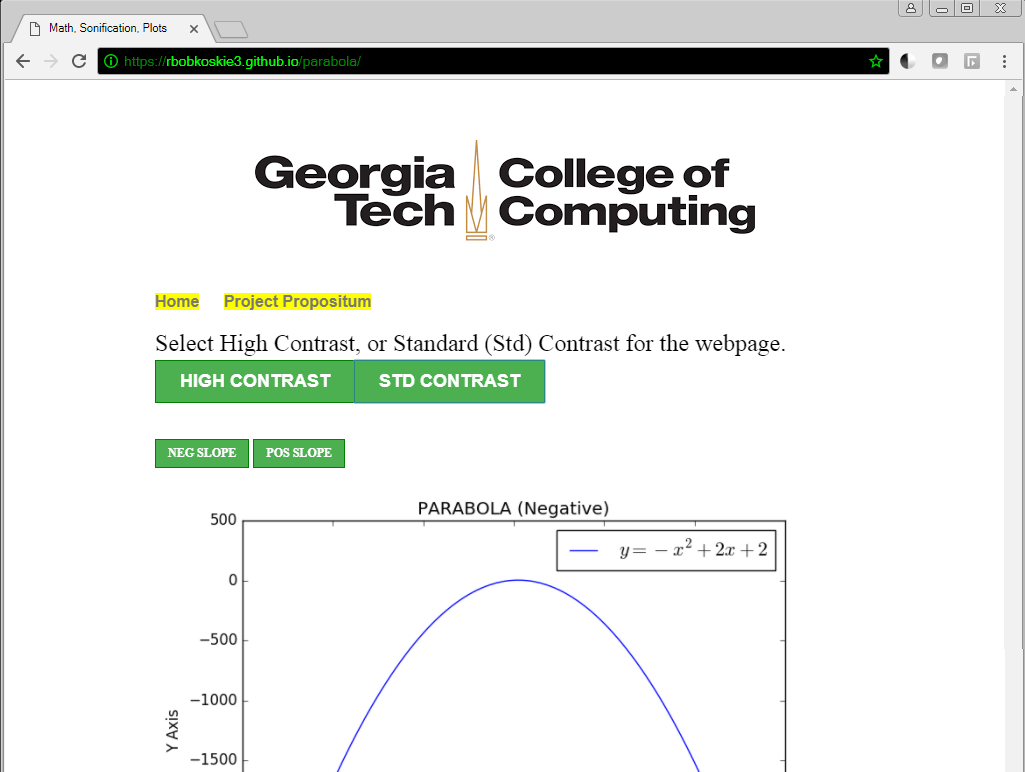 Math, Sonification, Plots
https://rbobkoskie3.github.io/parabola/
Georgia Tech
College of Computing
®
Home Project Propositum
Select High Contrast, or Standard (Std) Contrast for the webpage.
HIGH CONTRAST STD CONTRAST
NEG SLOPE POS SLOPE
PARABOLA (Negative)
y = − x² + 2x + 2
500
0
−500
−1000
−1500
Y Axis